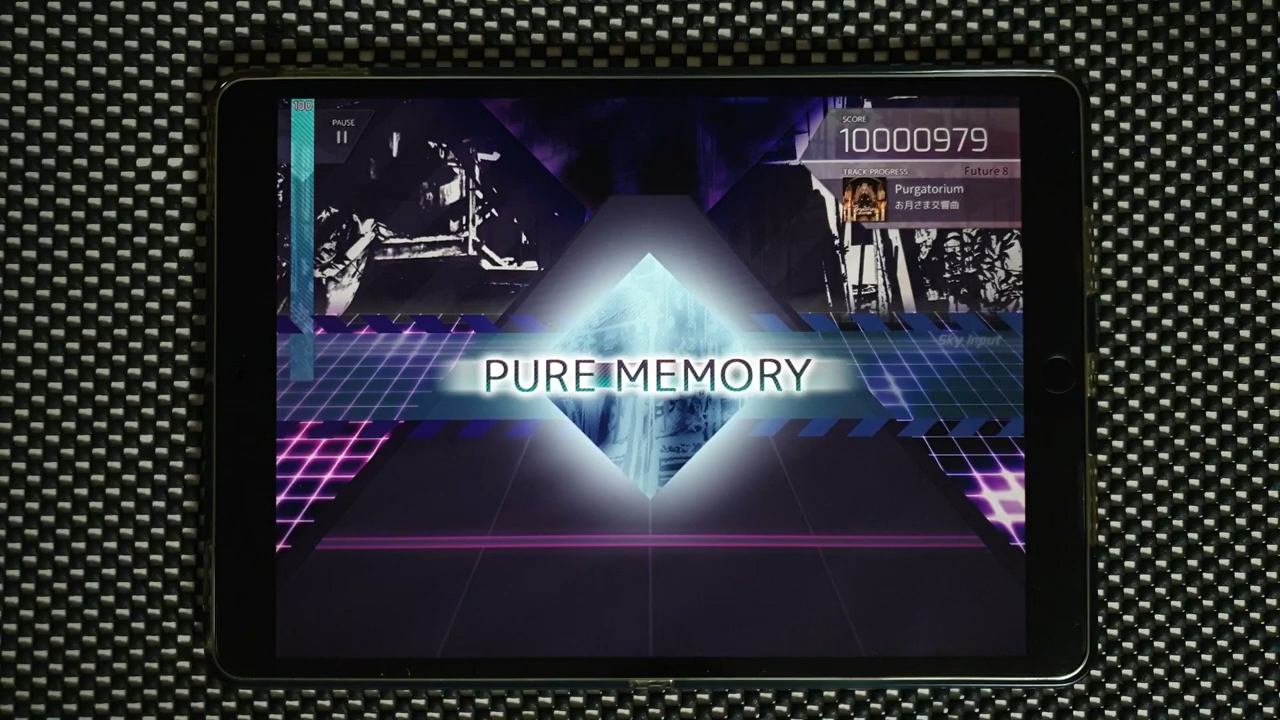 100
PAUSE
SCORE
10000979
TRACK PROGRESS
Future 8
Purgatorium
お月さま交響曲
Sky Input
PURE MEMORY